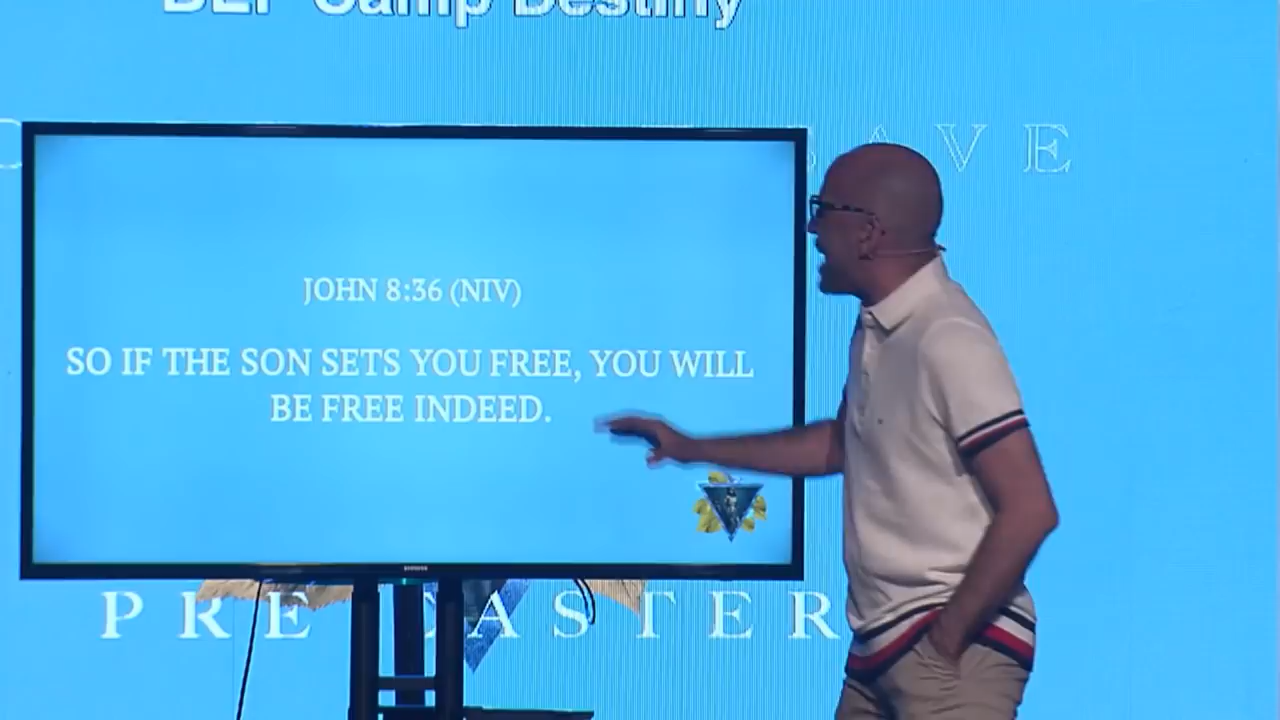 Camp Destiny
AVE
JOHN 8:36 (NIV)
SO IF THE SON SETS YOU FREE, YOU WILL
BE FREE INDEED.
SAMSUNG
PRE ASTER